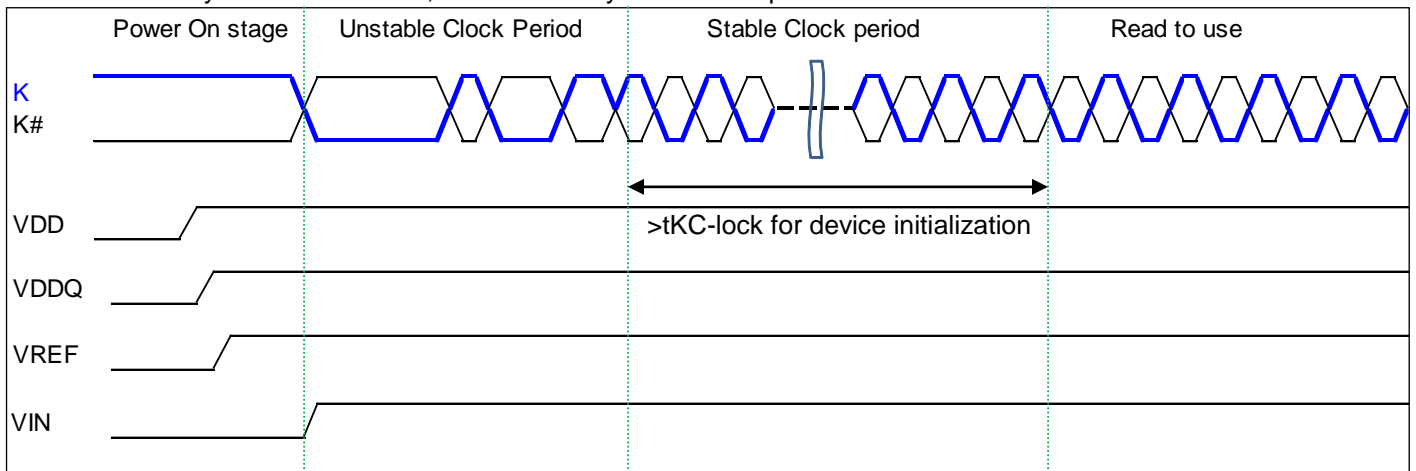 Power On stage Unstable Clock Period Stable Clock period Read to use
K
K#
VDD
>tKC-lock for device initialization
VDDQ
VREF
VIN